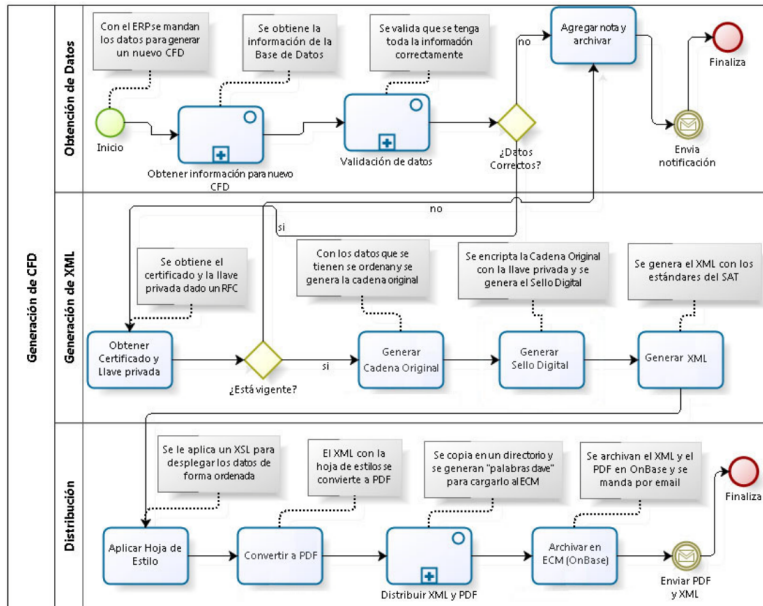 Generación de CFD
Obtención de Datos
Con el ERP se mandan
los datos para generar
un nuevo CFD
Se obtiene la
información de la
Base de Datos
Se valida que se tenga
toda la información
correctamente
no
Agregar nota y
archivar
Finaliza
Inicio
Obtener información para nuevo
CFD
Validación de datos
¿Datos
Correctos?
Envia
notificación
Generación de XML
si
no
Se obtiene el
certificado y la llave
privada dado un RFC
Con los datos que se
tienen se ordenan y se
genera la cadena original
Se encripta la Cadena Original
con la llave privada y se
genera el Sello Digital
Se genera el XML con los
estándares del SAT
Obtener
Certificado y
Llave privada
¿Está vigente?
si
Generar
Cadena Original
Generar
Sello Digital
Generar XML
Distribución
Se le aplica un XSL para
desplegar los datos de
forma ordenada
El XML con la
hoja de estilos se
convierte a PDF
Se copia en un directorio y
se generan "palabras clave"
para cargarlo al ECM
Se archivan el XML y el
PDF en OnBase y se
manda por email
Finaliza
Aplicar Hoja de
Estilo
Convertir a PDF
Distribuir XML y PDF
Archivar en
ECM (OnBase)
Enviar PDF
y XML